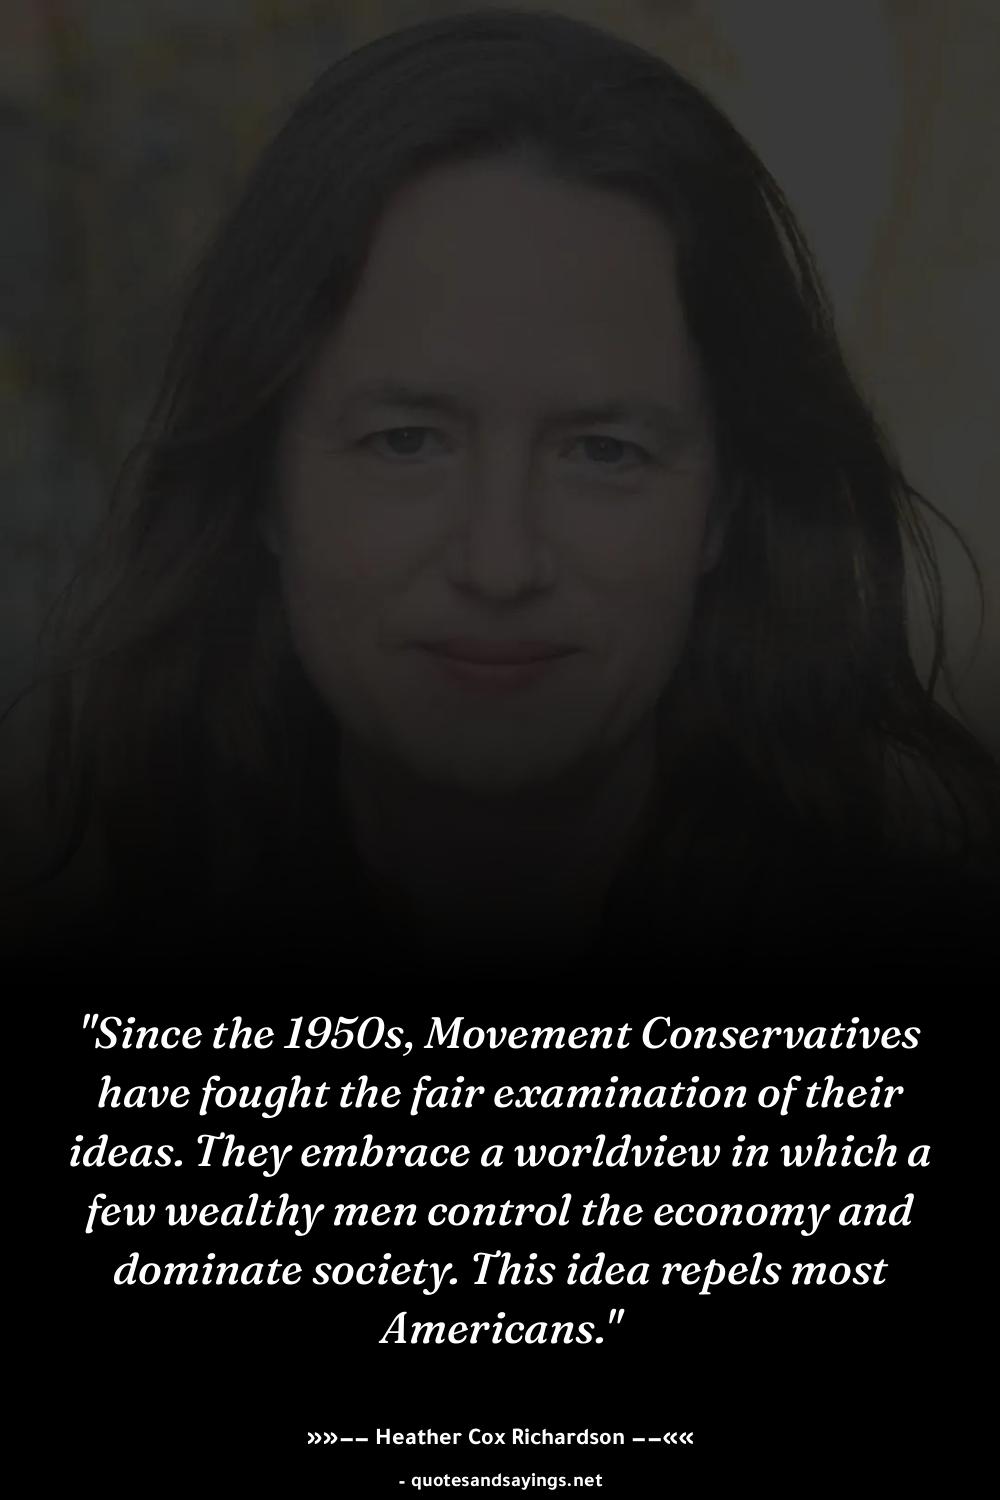 "Since the 1950s, Movement Conservatives
have fought the fair examination of their
ideas. They embrace a worldview in which a
few wealthy men control the economy and
dominate society. This idea repels most
Americans."
»»−− Heather Cox Richardson −−««
- quotesandsayings.net